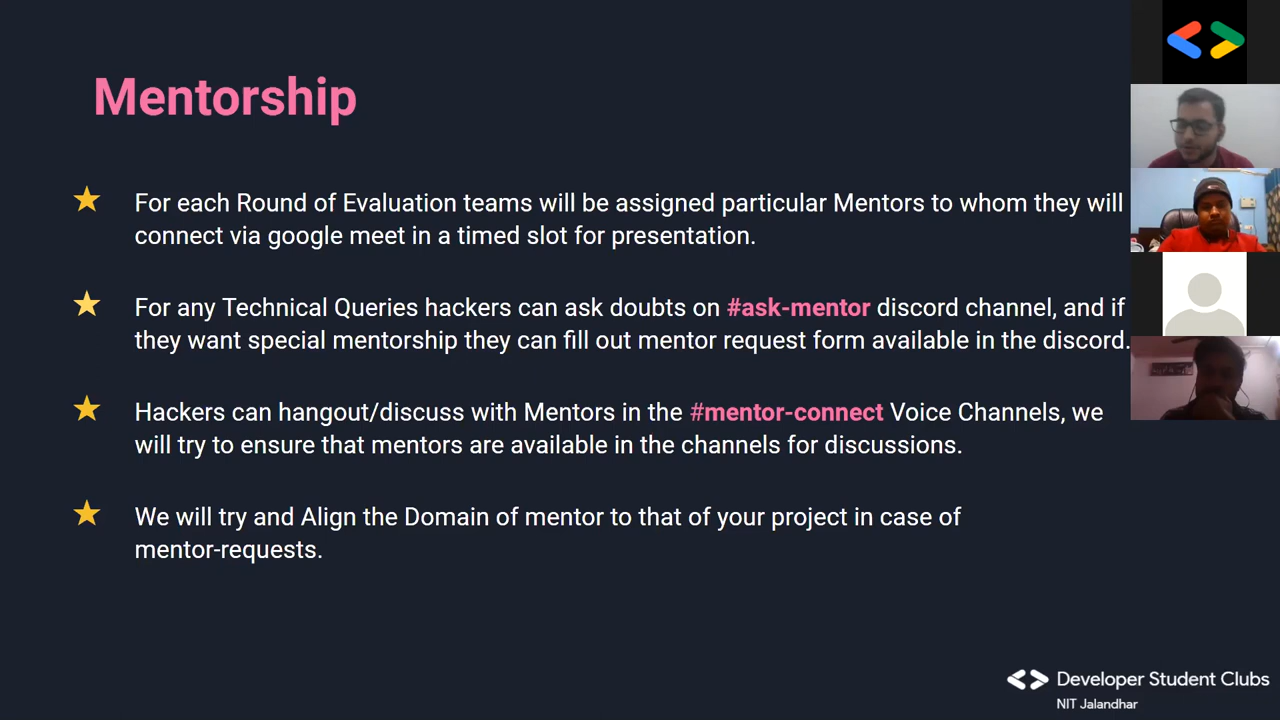 Mentorship
For each Round of Evaluation teams will be assigned particular Mentors to whom they will
connect via google meet in a timed slot for presentation.
For any Technical Queries hackers can ask doubts on #ask-mentor discord channel, and if
they want special mentorship they can fill out mentor request form available in the discord.
Hackers can hangout/discuss with Mentors in the #mentor-connect Voice Channels, we
will try to ensure that mentors are available in the channels for discussions.
We will try and Align the Domain of mentor to that of your project in case of
mentor-requests.
Developer Student Clubs
NIT Jalandhar